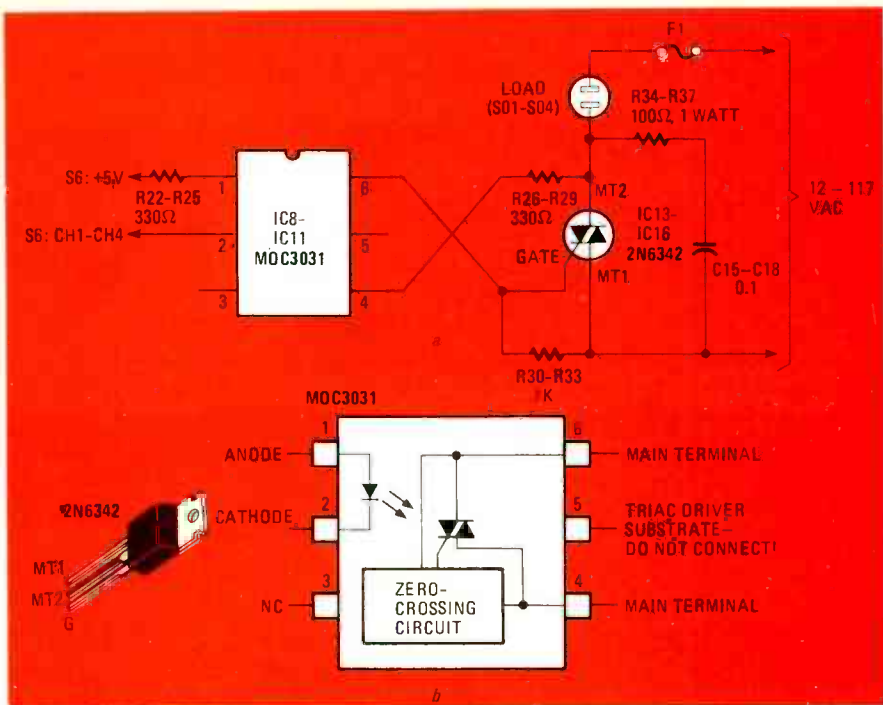 F1
LOAD
(S01-S04)
R34-R37
100Ω, 1 WATT
S6: +5V
R22-R25
330Ω
1
6
IC8-
IC11
MOC3031
S6: CH1-CH4
2
5
3
4
R26-R29
330Ω
MT2
IC13-
IC16
2N6342
GATE
MT1
12 – 117
VAC
C15–C18
0.1
a
R30-R33
K
MOC3031
1
ANODE
6
MAIN TERMINAL
2N6342
2
CATHODE
5
TRIAC DRIVER
SUBSTRATE–
DO NOT CONNECT!
MT1
MT2
G
3
NC
ZERO-
CROSSING
CIRCUIT
4
MAIN TERMINAL
b